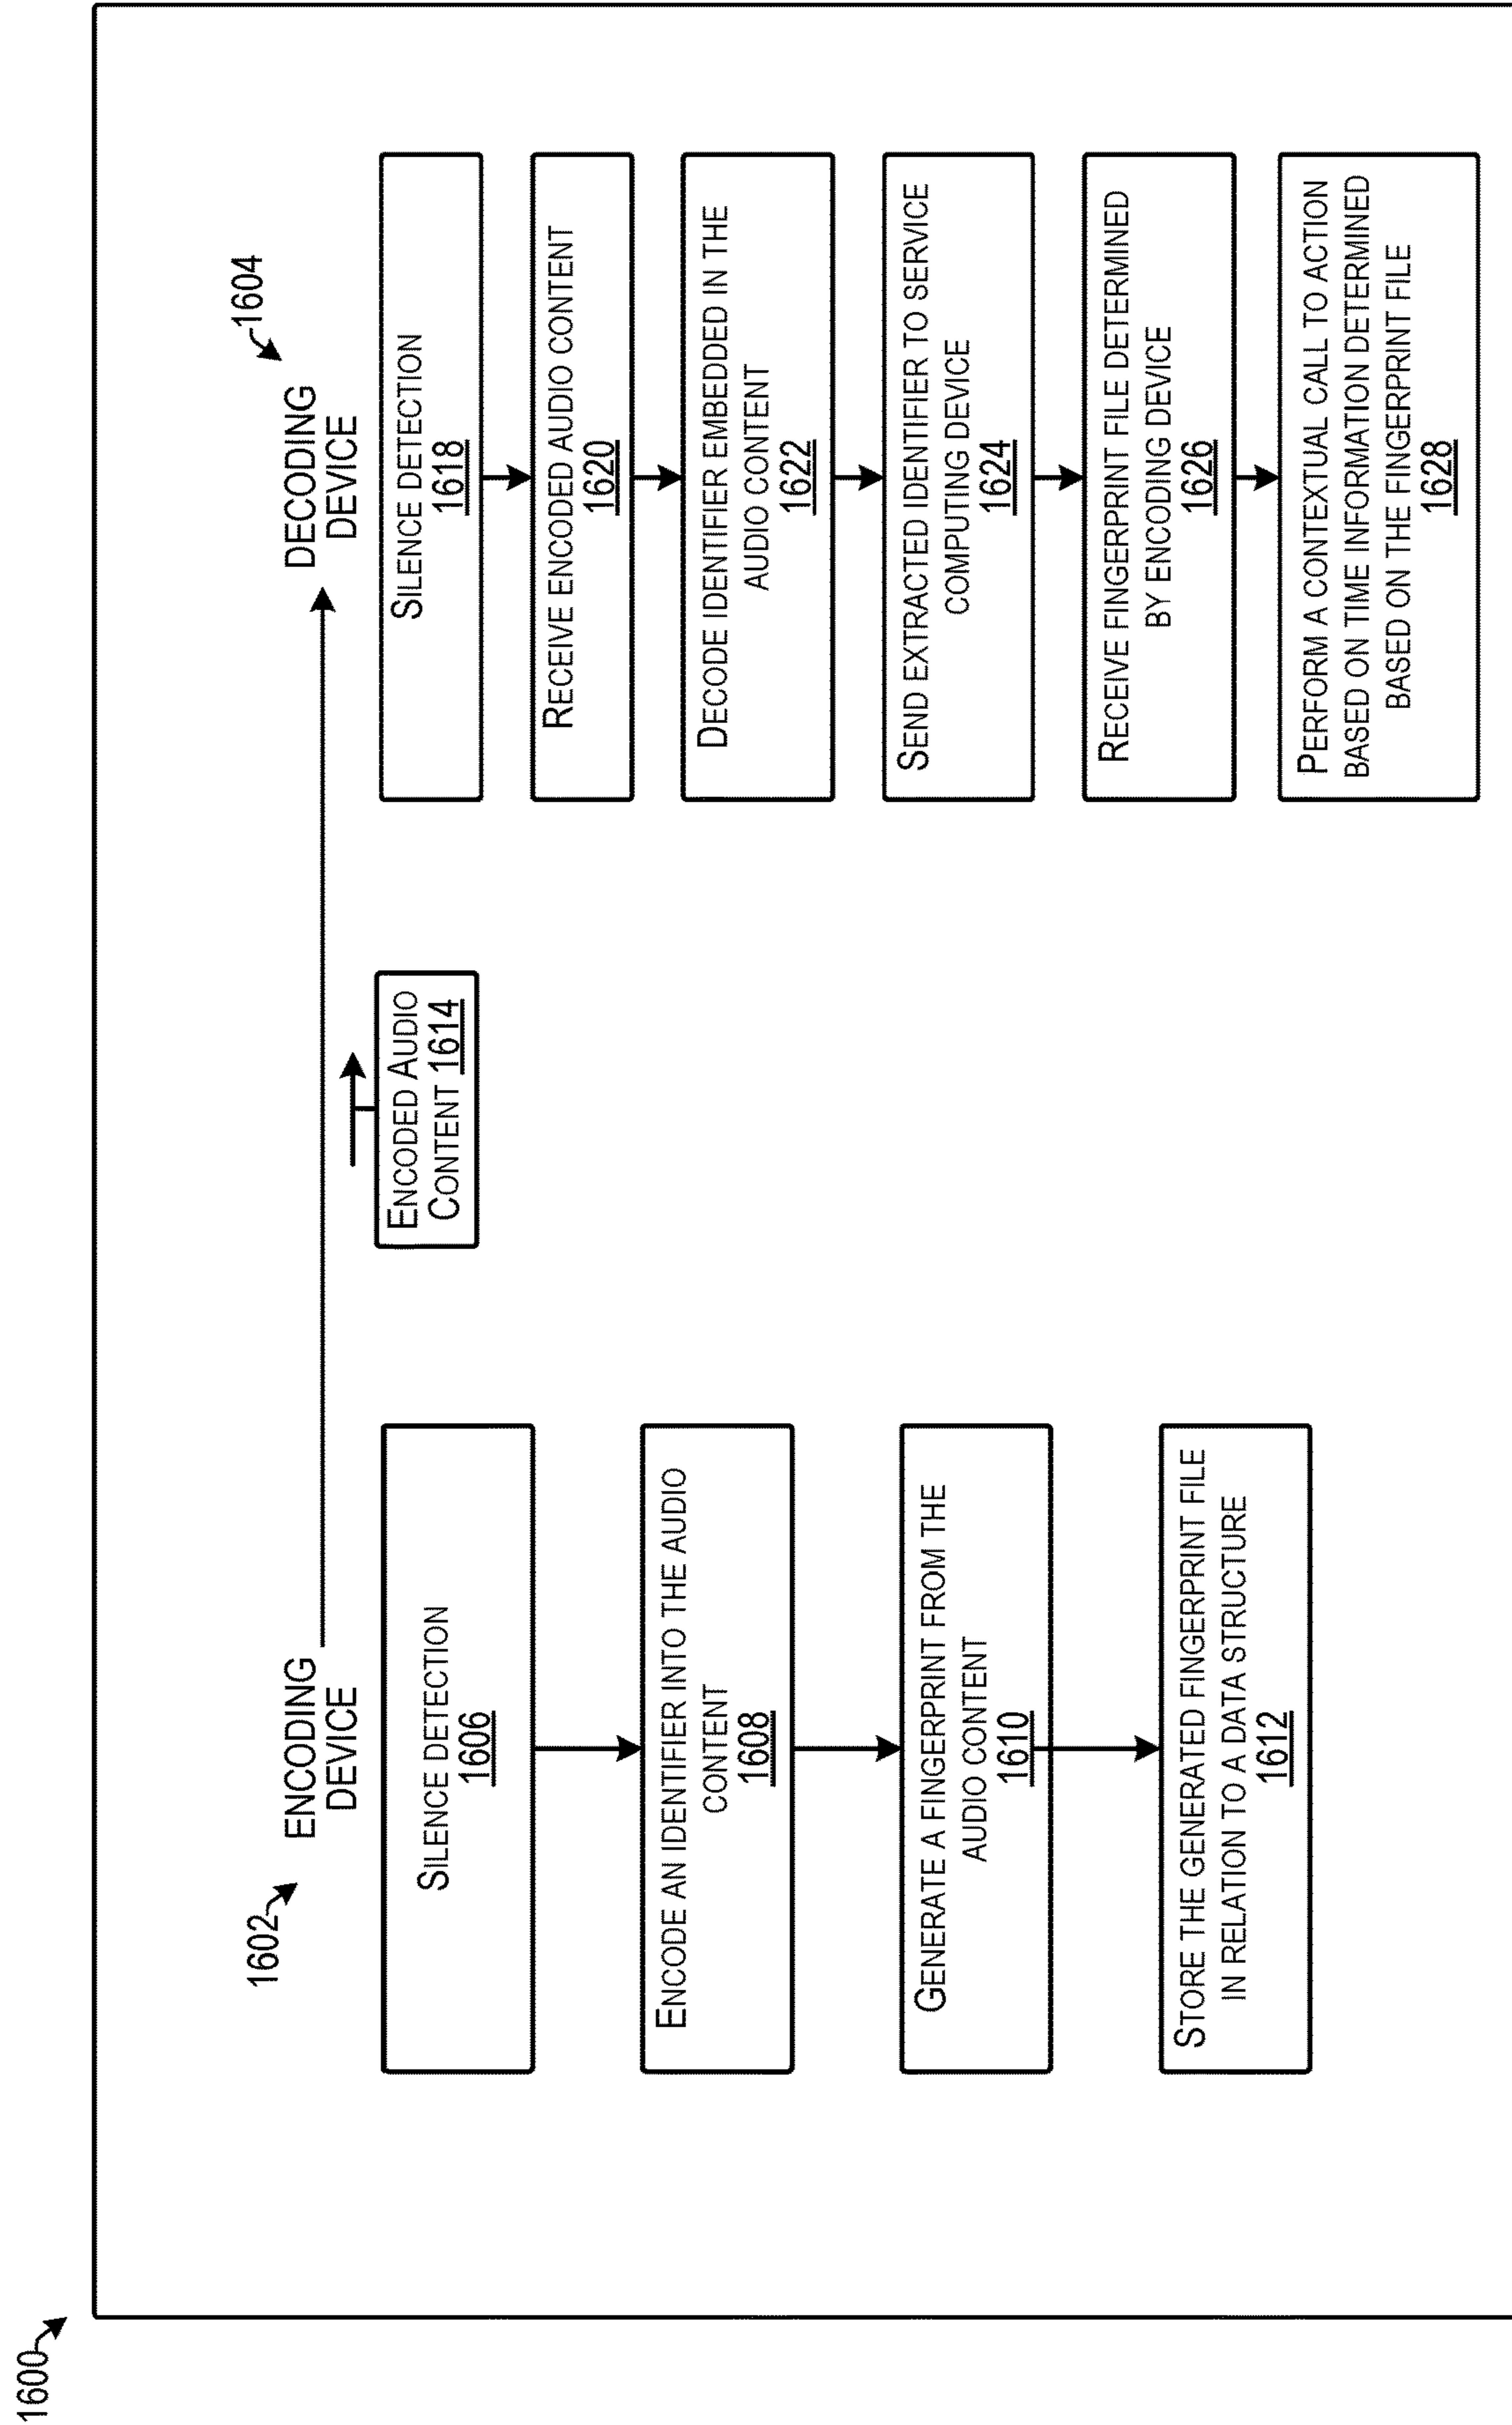 1600
1602
ENCODING
DEVICE
SILENCE DETECTION
1606
ENCODE AN IDENTIFIER INTO THE AUDIO
CONTENT
1608
GENERATE A FINGERPRINT FROM THE
AUDIO CONTENT
1610
STORE THE GENERATED FINGERPRINT FILE
IN RELATION TO A DATA STRUCTURE
1612
ENCODED AUDIO
CONTENT 1614
1604
DECODING
DEVICE
SILENCE DETECTION
1618
RECEIVE ENCODED AUDIO CONTENT
1620
DECODE IDENTIFIER EMBEDDED IN THE
AUDIO CONTENT
1622
SEND EXTRACTED IDENTIFIER TO SERVICE
COMPUTING DEVICE
1624
RECEIVE FINGERPRINT FILE DETERMINED
BY ENCODING DEVICE
1626
PERFORM A CONTEXTUAL CALL TO ACTION
BASED ON TIME INFORMATION DETERMINED
BASED ON THE FINGERPRINT FILE
1628